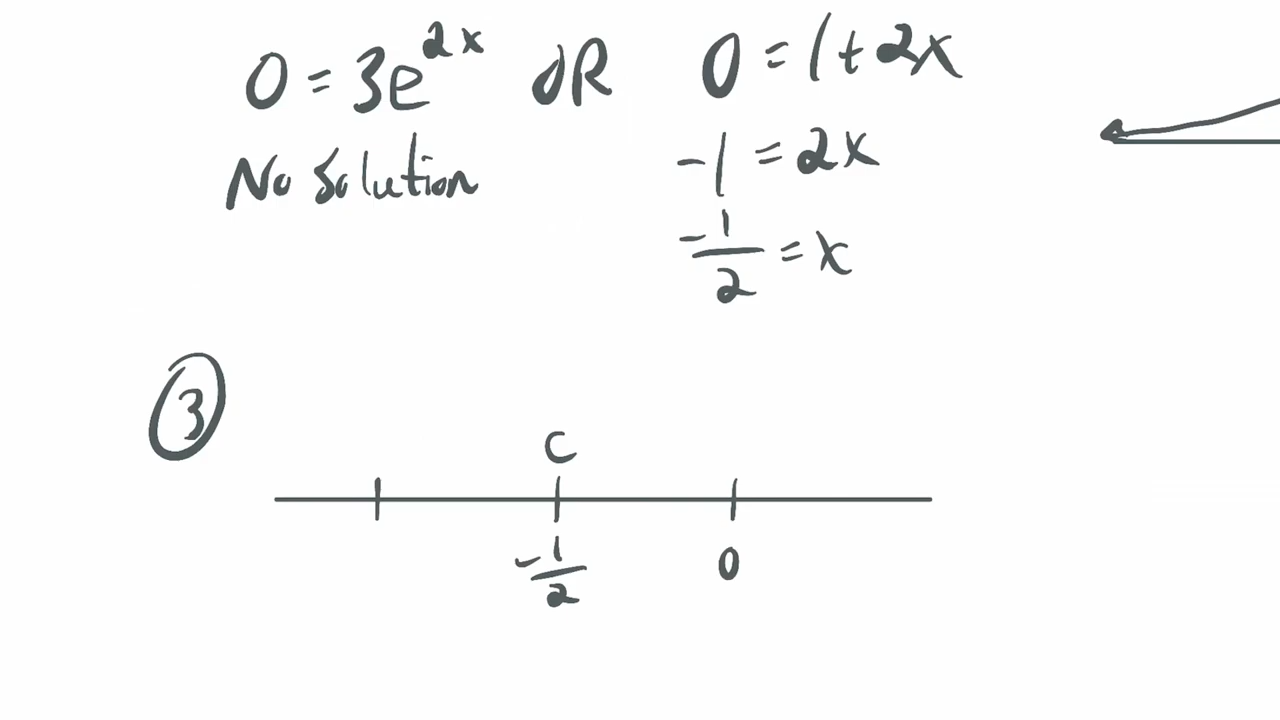 0 = 3e^{2x} OR 0 = 1 + 2x
No Solution
-1 = 2x
-1/2 = x
③
C
-1/2 0